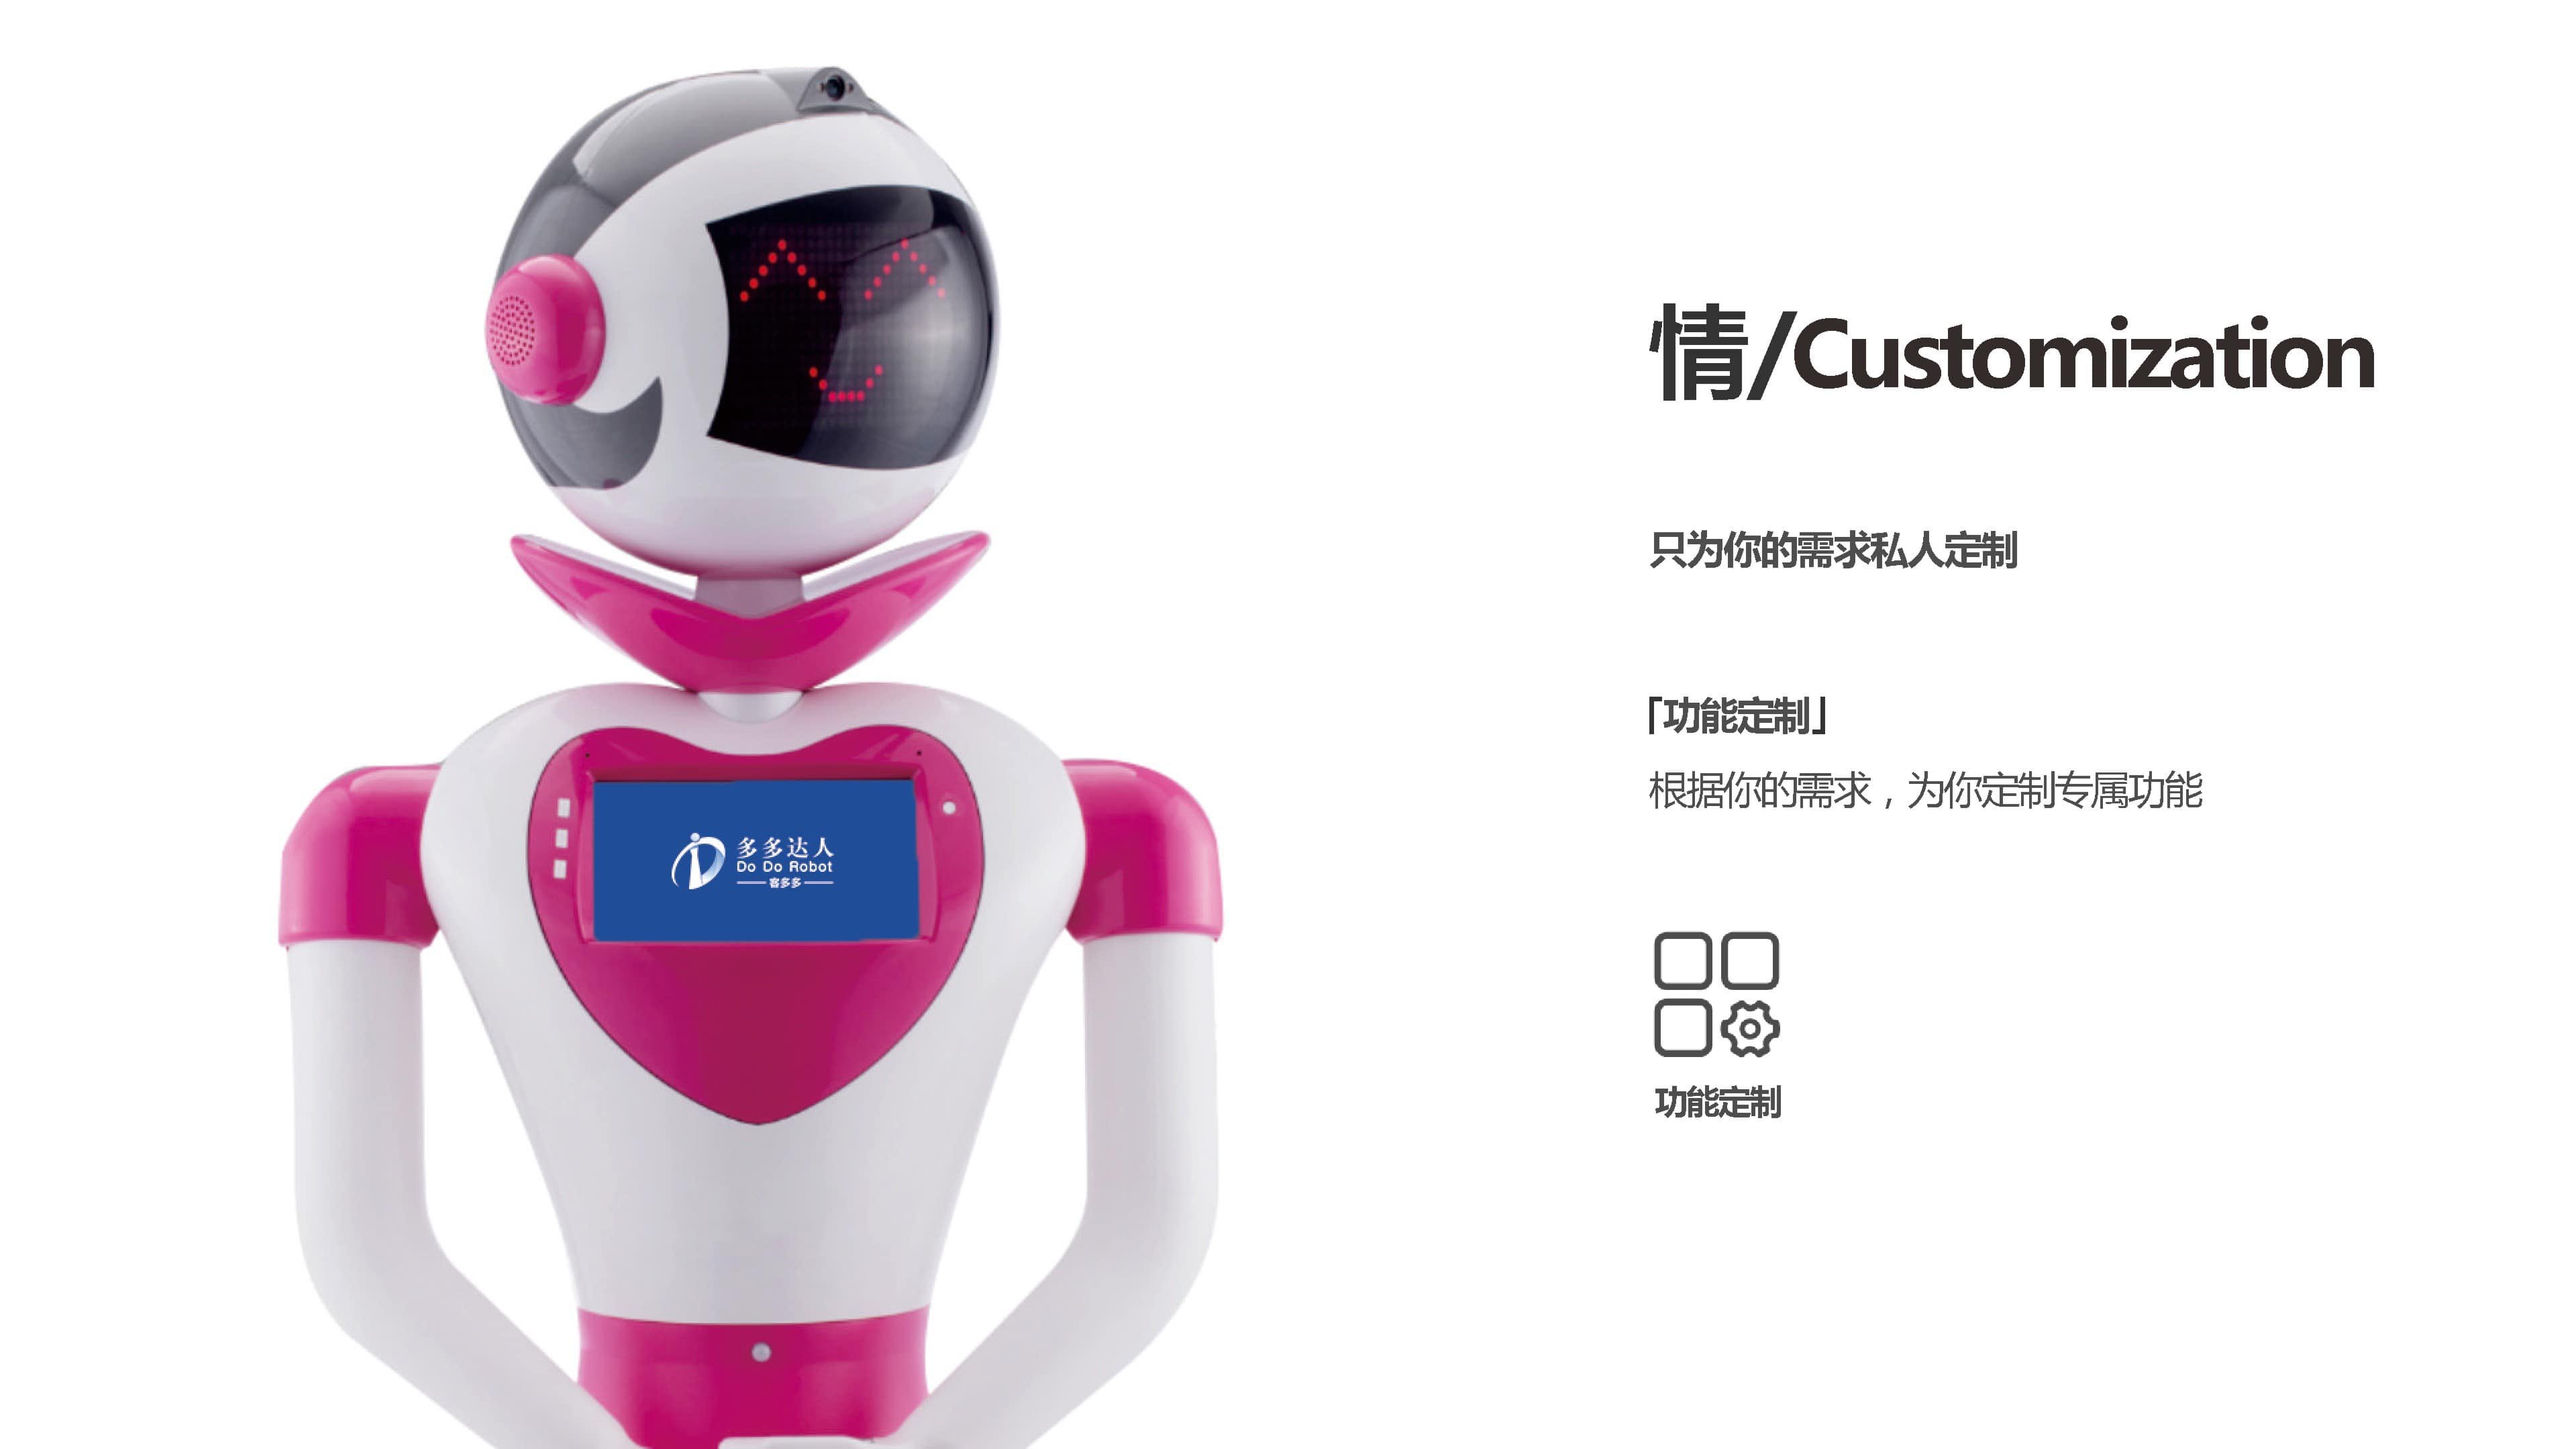 情/Customization
只为你的需求私人定制
「功能定制」
根据你的需求，为你定制专属功能
功能定制
多多达人
Do Do Robot
客多多